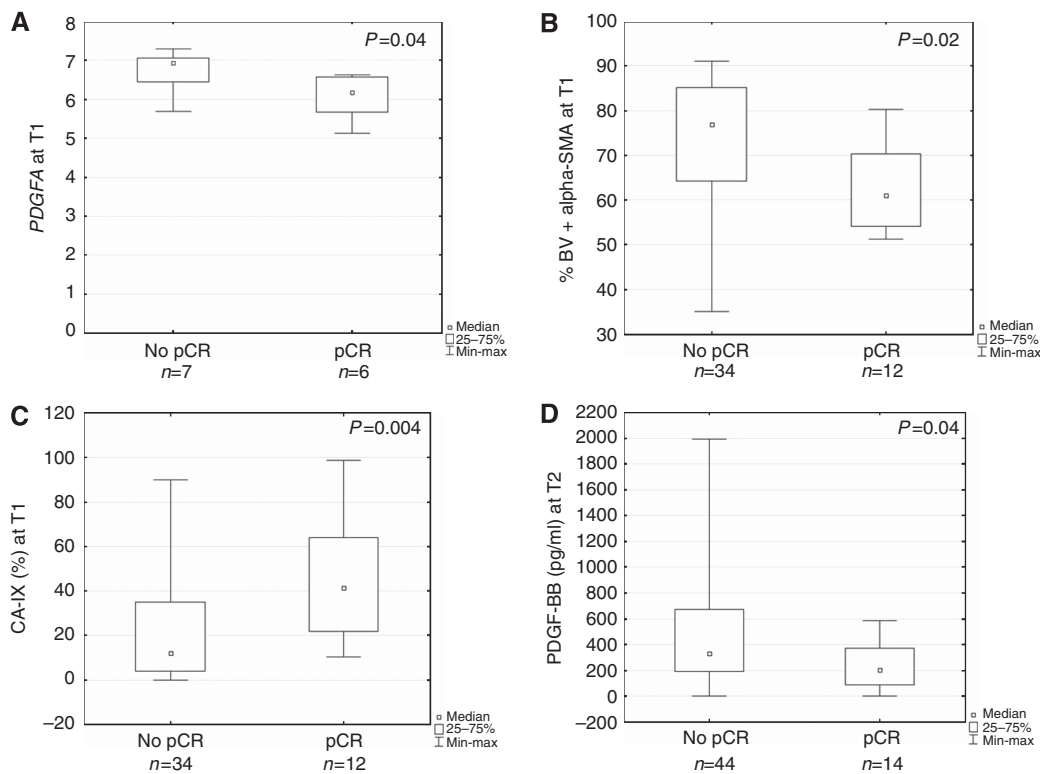 A
PDGFA at T1
8
7
6
5
4
3
2
1
0
P=0.04
No pCR
pCR
n=7
n=6
Median
25–75%
Min-max
B
% BV + alpha-SMA at T1
100
90
80
70
60
50
40
30
P=0.02
No pCR
pCR
n=34
n=12
Median
25–75%
Min-max
C
CA-IX (%) at T1
120
100
80
60
40
20
0
–20
P=0.004
No pCR
pCR
n=34
n=12
Median
25–75%
Min-max
D
PDGF-BB (pg/ml) at T2
2200
2000
1800
1600
1400
1200
1000
800
600
400
200
0
–200
P=0.04
No pCR
pCR
n=44
n=14
Median
25–75%
Min-max